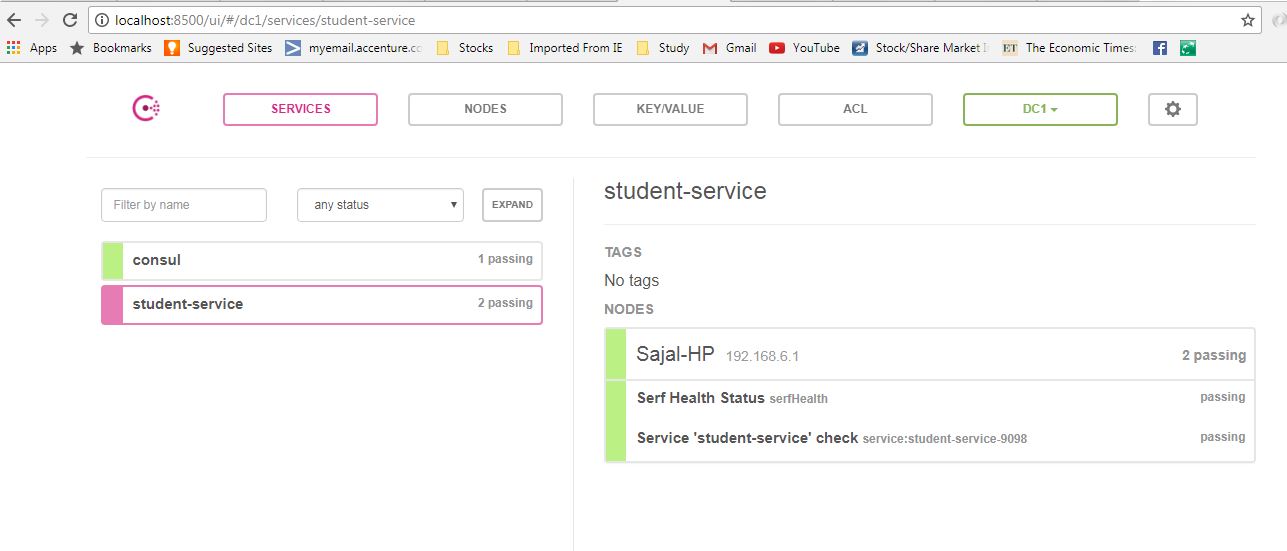 localhost:8500/ui/#/dc1/services/student-service
Apps Bookmarks Suggested Sites myemail.accenture.co Stocks Imported From IE Study Gmail YouTube Stock/Share Market I ET The Economic Times:
SERVICES NODES KEY/VALUE ACL DC1
Filter by name any status EXPAND
consul 1 passing
student-service 2 passing
student-service
TAGS
No tags
NODES
Sajal-HP 192.168.6.1 2 passing
Serf Health Status serfHealth passing
Service 'student-service' check service:student-service-9098 passing